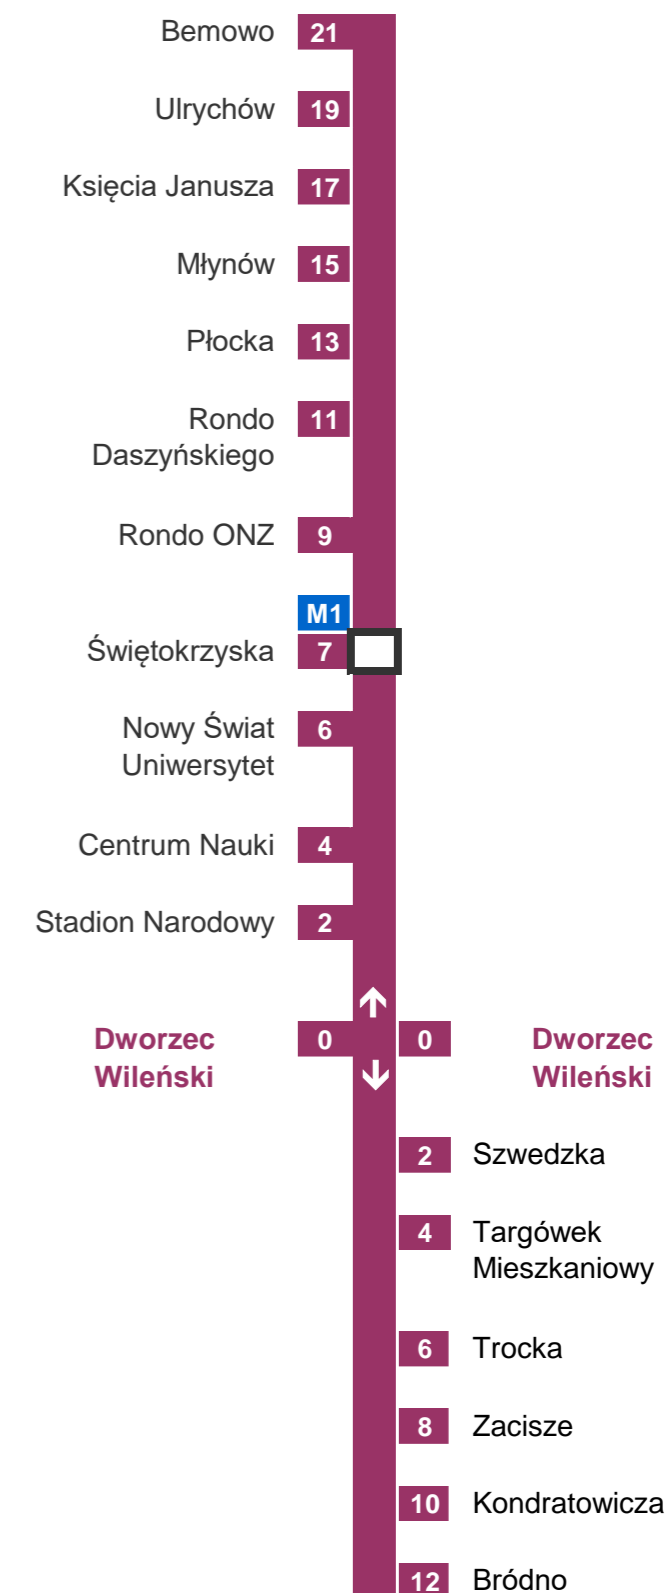 Bemowo 21
Ulrychów 19
Księcia Janusza 17
Młynów 15
Płocka 13
Rondo 11
Daszyńskiego
Rondo ONZ 9
M1
Świętokrzyska 7
Nowy Świat 6
Uniwersytet
Centrum Nauki 4
Stadion Narodowy 2
Dworzec 0 0 Dworzec
Wileński Wileński
2 Szwedzka
4 Targówek
Mieszkaniowy
6 Trocka
8 Zacisze
10 Kondratowicza
12 Bródno